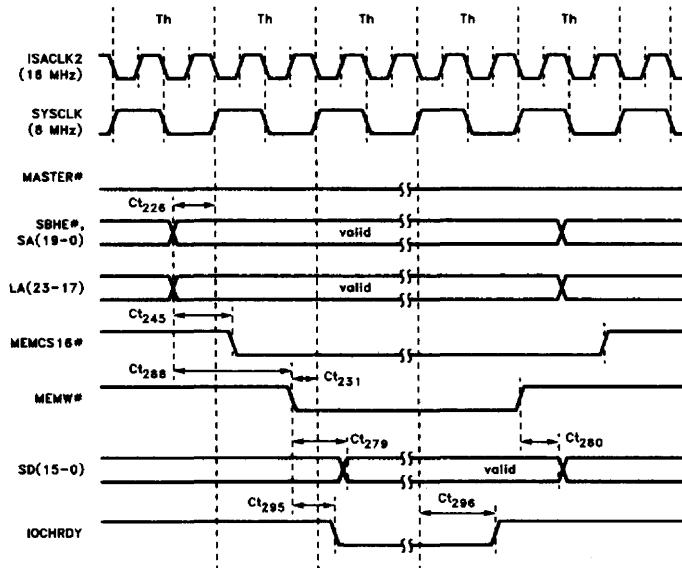 Th Th Th Th Th
ISACLK2
(16 MHz)
SYSCLK
(8 MHz)
MASTER#
Ct226
SBHE#,
SA(19-0)
valid
LA(23-17)
valid
Ct245
MEMCS16#
Ct288
Ct231
MEMW#
Ct279
Ct280
SD(15-0)
valid
Ct295
Ct296
IOCHRDY